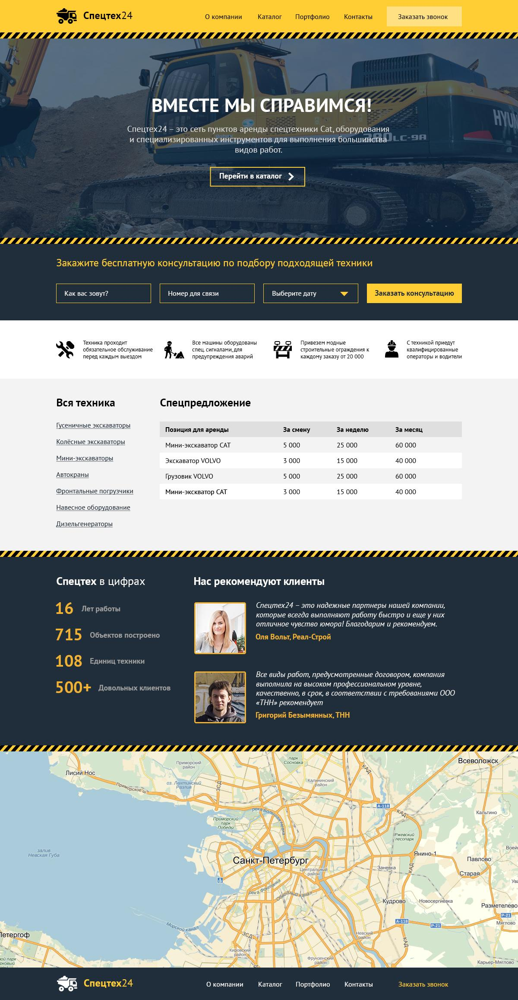 Спецтех24
О компании
Каталог
Портфолио
Контакты
Заказать звонок
ВМЕСТЕ МЫ СПРАВИМСЯ!
Спецтех24 – это сеть пунктов аренды спецтехники Cat, оборудования
и специализированных инструментов для выполнения большинства
видов работ.
380LC-9A
HYUN
Перейти в каталог
Закажите бесплатную консультацию по подбору подходящей техники
Как вас зовут?
Номер для связи
Выберите дату
Заказать консультацию
Техника проходит
обязательное обслуживание
перед каждым выездом
Все машины оборудованы
спец. сигналами, для
предупреждения аварий
Привезем модные
строительные ограждения к
каждому заказу от 20 000
С техникой приедут
квалифицированные
операторы и водители
Вся техника
Гусеничные экскаваторы
Колёсные экскаваторы
Мини-экскаваторы
Автокраны
Фронтальные погрузчики
Навесное оборудование
Дизельгенераторы
Спецпредложение
Позиция для аренды За смену За неделю За месяц
Мини-экскаватор CAT 5 000 25 000 60 000
Экскаватор VOLVO 3 000 15 000 40 000
Грузовик VOLVO 5 000 25 000 60 000
Мини-эксkватор CAT 3 000 15 000 40 000
Спецтех в цифрах
16 Лет работы
715 Объектов построено
108 Единиц техники
500+ Довольных клиентов
Нас рекомендуют клиенты
Спецтех24 – это надежные партнеры нашей компании,
которые всегда выполняют работу быстро и еще у них
отличное чувство юмора! Благодарим и рекомендуем.
Оля Вольт, Реал-Строй
Все виды работ, предусмотренные договором, компания
выполнила на высоком профессиональном уровне,
качественно, в срок, в соответствии с требованиями ООО
«ТНН» рекомендует
Григорий Безымянных, ТНН
парк
Сосновка
Всеволожск
Приморский
район
КАД
Лисий Нос
Калининский
район
оз. Лахтинский
Разлив
ЗСД
Приморское ш.
А-118
река Большая Невка
КАД
Кальтино
Приморский
парк
Победы
Ржевский
лесопарк
Воей
залив
Невская Губа
Янино-1
Санкт-Петербург
Павлово
Заневка
КАД
Центральный
район
Старая
Ува
река Фонтанка
Обводный канал
Кудрово
Новосергиевка
Разметелево
Р-21
А-118
Мяглово
Р-21
Морской канал
Петергоф
ЗСД
Невский
район
КАД
Кировский
район
Фрунзенский
район
Карьер-Мяглово
Спецтех24
О компании
Каталог
Портфолио
Контакты
Заказать звонок